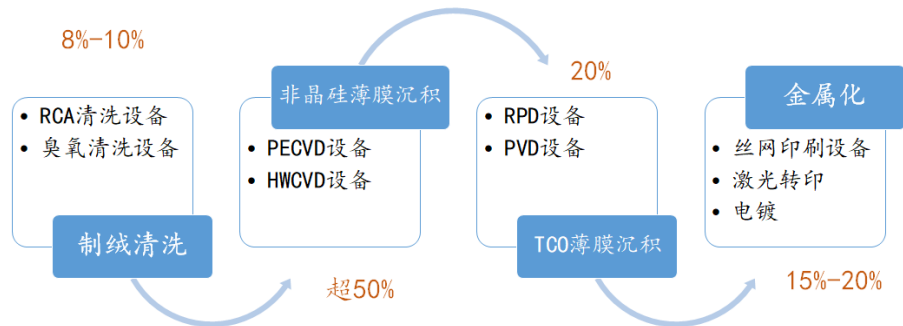 8%-10%
• RCA清洗设备
• 臭氧清洗设备
制绒清洗
非晶硅薄膜沉积
• PECVD设备
• HWCVD设备
超50%
20%
• RPD设备
• PVD设备
TCO薄膜沉积
金属化
• 丝网印刷设备
• 激光转印
• 电镀
15%-20%